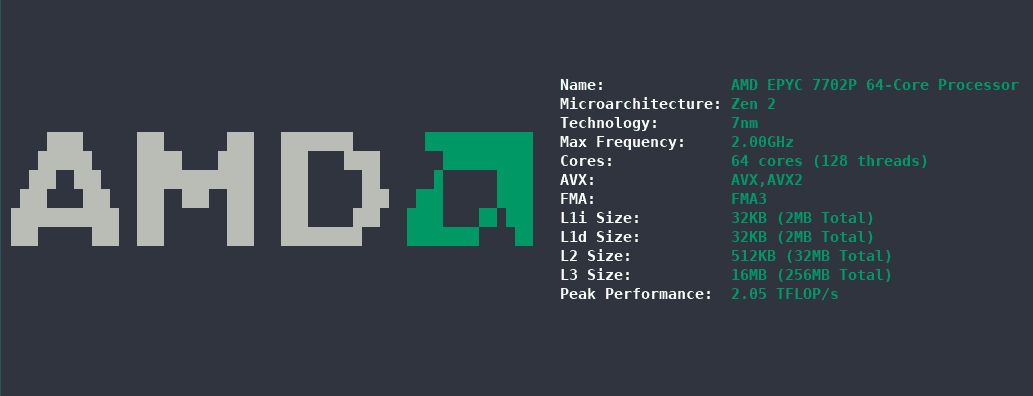 AMD
Name: AMD EPYC 7702P 64-Core Processor
Microarchitecture: Zen 2
Technology: 7nm
Max Frequency: 2.00GHz
Cores: 64 cores (128 threads)
AVX: AVX,AVX2
FMA: FMA3
L1i Size: 32KB (2MB Total)
L1d Size: 32KB (2MB Total)
L2 Size: 512KB (32MB Total)
L3 Size: 16MB (256MB Total)
Peak Performance: 2.05 TFLOP/s